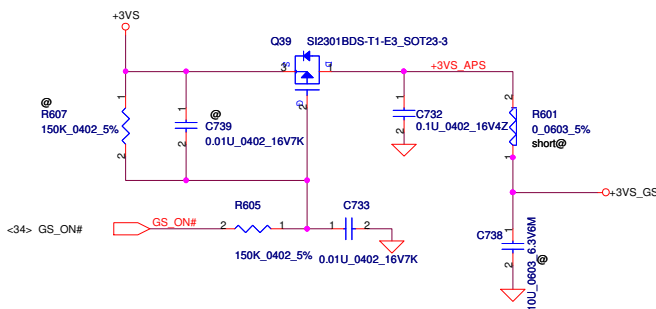 +3VS
Q39 SI2301BDS-T1-E3_SOT23-3
S
D
3
1
G
2
+3VS_APS
@
R607
150K_0402_5%
1
2
@
C739
0.01U_0402_16V7K
1
2
C732
0.1U_0402_16V4Z
1
2
R601
0_0603_5%
short@
2
1
+3VS_GS
<34> GS_ON#
GS_ON#
R605
2
1
150K_0402_5%
C733
1
2
0.01U_0402_16V7K
C738
1
2
10U_0603_6.3V6M
@